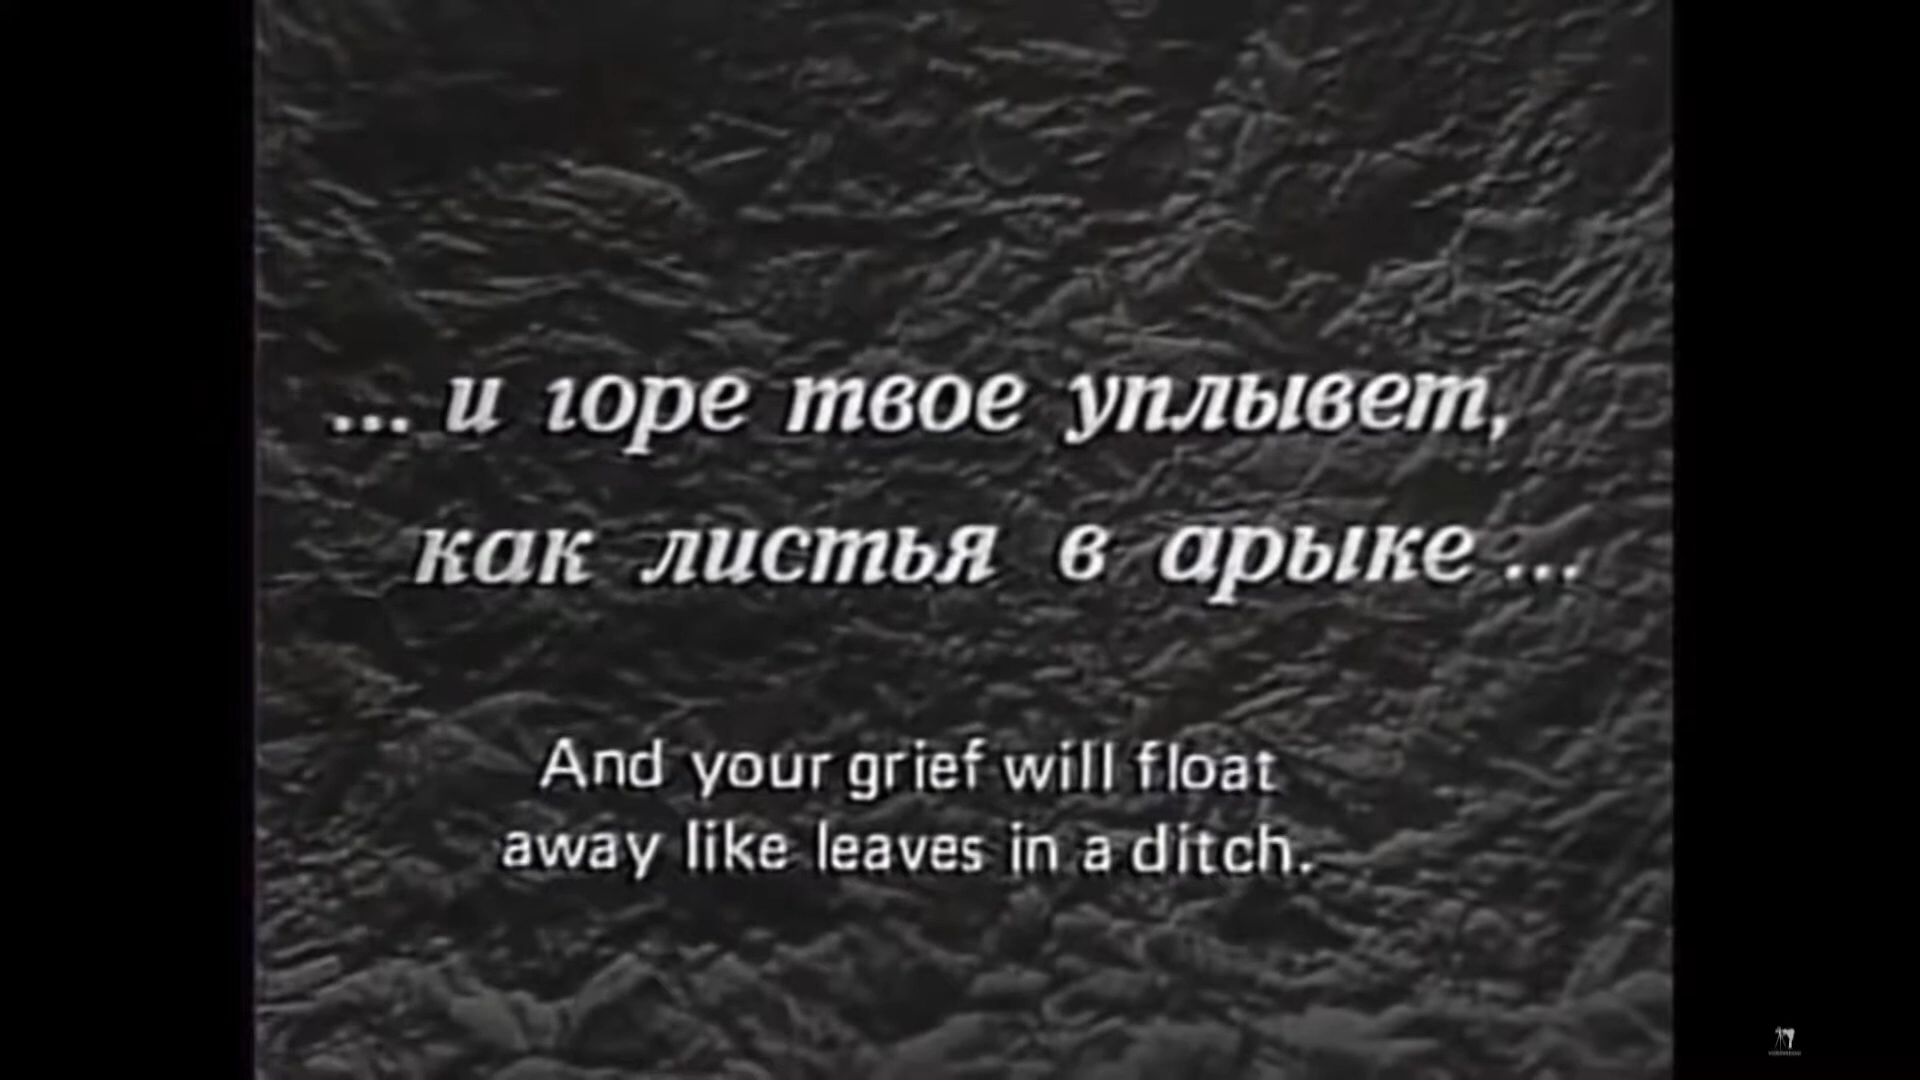 ... и горе твое уплывет,
как листья в арыке ...
And your grief will float
away like leaves in a ditch.